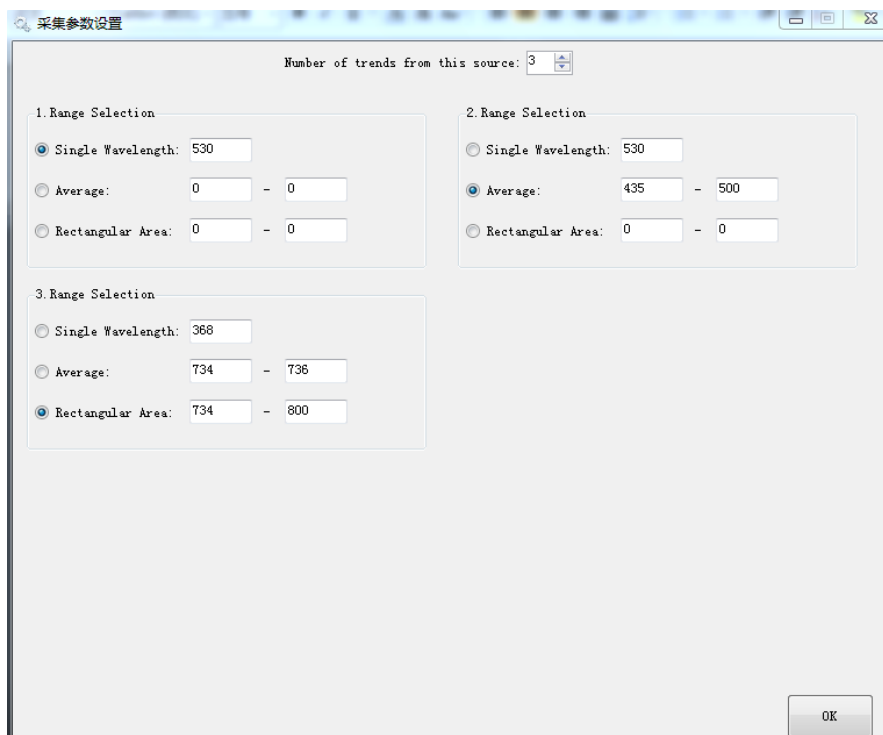 采集参数设置
Number of trends from this source: 3
1.Range Selection
Single Wavelength: 530
Average: 0 - 0
Rectangular Area: 0 - 0
2.Range Selection
Single Wavelength: 530
Average: 435 - 500
Rectangular Area: 0 - 0
3.Range Selection
Single Wavelength: 368
Average: 734 - 736
Rectangular Area: 734 - 800
OK